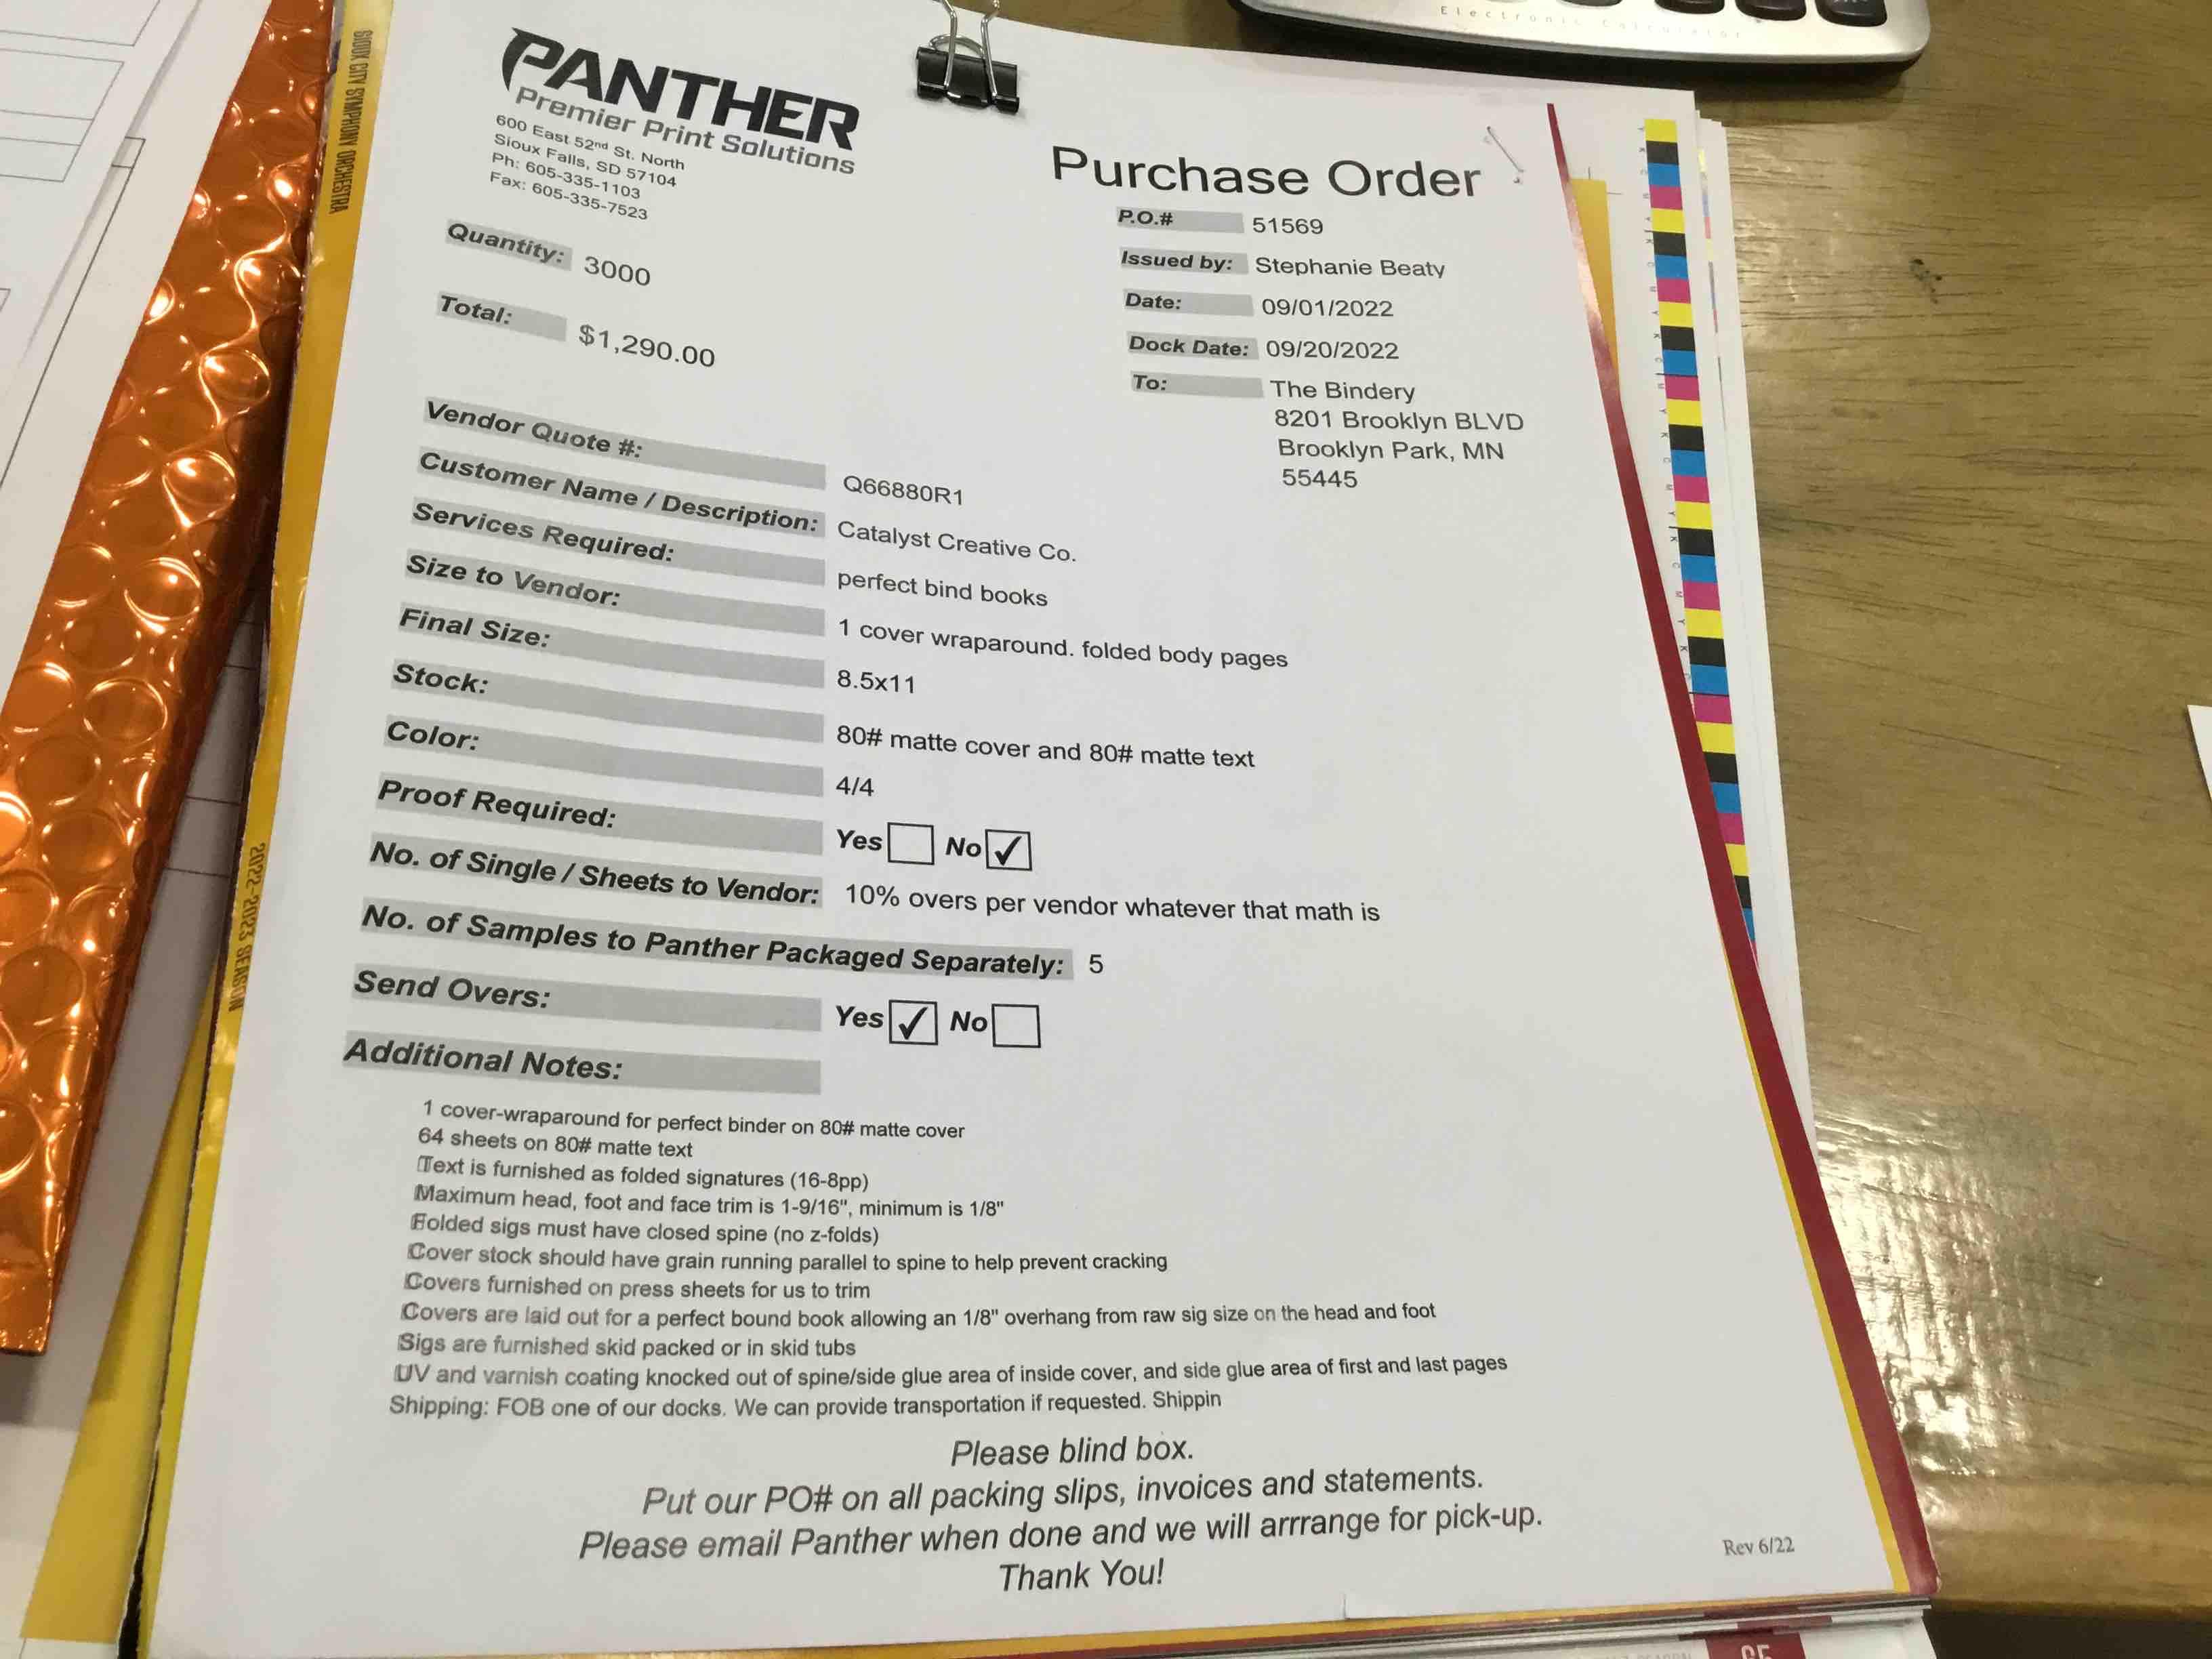 PANTHER
Premier Print Solutions
600 East 52nd St. North
Sioux Falls, SD 57104
Ph: 605-335-1103
Fax: 605-335-7523
Purchase Order
P.O.# 51569
Issued by: Stephanie Beaty
Date: 09/01/2022
Dock Date: 09/20/2022
To: The Bindery
8201 Brooklyn BLVD
Brooklyn Park, MN
55445
Quantity: 3000
Total: $1,290.00
Vendor Quote #: Q66880R1
Customer Name / Description: Catalyst Creative Co.
Services Required: perfect bind books
Size to Vendor: 1 cover wraparound. folded body pages
Final Size: 8.5x11
Stock: 80# matte cover and 80# matte text
Color: 4/4
Proof Required: Yes No ✓
No. of Single / Sheets to Vendor: 10% overs per vendor whatever that math is
No. of Samples to Panther Packaged Separately: 5
Send Overs: Yes ✓ No
Additional Notes:
1 cover-wraparound for perfect binder on 80# matte cover
64 sheets on 80# matte text
Text is furnished as folded signatures (16-8pp)
Maximum head, foot and face trim is 1-9/16", minimum is 1/8"
Folded sigs must have closed spine (no z-folds)
Cover stock should have grain running parallel to spine to help prevent cracking
Covers furnished on press sheets for us to trim
Covers are laid out for a perfect bound book allowing an 1/8" overhang from raw sig size on the head and foot
Sigs are furnished skid packed or in skid tubs
UV and varnish coating knocked out of spine/side glue area of inside cover, and side glue area of first and last pages
Shipping: FOB one of our docks. We can provide transportation if requested. Shippin
Please blind box.
Put our PO# on all packing slips, invoices and statements.
Please email Panther when done and we will arrrange for pick-up.
Thank You!
Rev 6/22
SIOUX CITY SYMPHONY ORCHESTRA
2022-2023 SEASON
Electronic Calculator